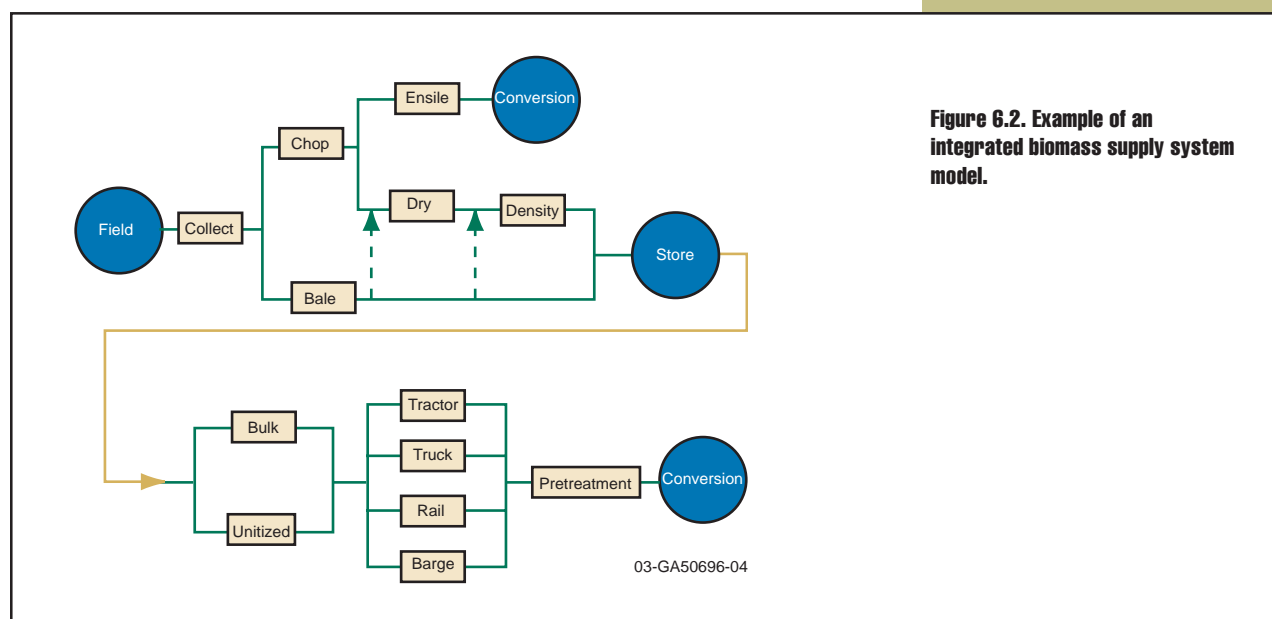 Ensile
Conversion
Chop
Figure 6.2. Example of an
integrated biomass supply system
model.
Dry
Density
Field
Collect
Store
Bale
Tractor
Bulk
Truck
Pretreatment
Conversion
Rail
Unitized
Barge
03-GA50696-04